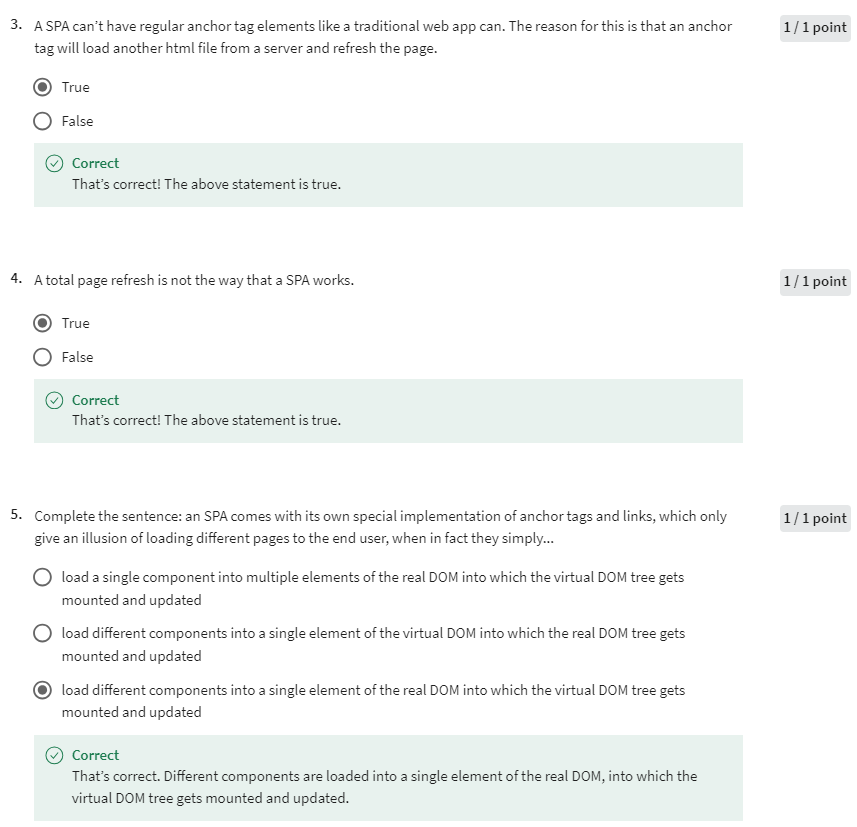 3. A SPA can't have regular anchor tag elements like a traditional web app can. The reason for this is that an anchor
tag will load another html file from a server and refresh the page.
1 / 1 point
True
False
Correct
That's correct! The above statement is true.
4. A total page refresh is not the way that a SPA works.
1 / 1 point
True
False
Correct
That's correct! The above statement is true.
5. Complete the sentence: an SPA comes with its own special implementation of anchor tags and links, which only
give an illusion of loading different pages to the end user, when in fact they simply...
1 / 1 point
load a single component into multiple elements of the real DOM into which the virtual DOM tree gets
mounted and updated
load different components into a single element of the virtual DOM into which the real DOM tree gets
mounted and updated
load different components into a single element of the real DOM into which the virtual DOM tree gets
mounted and updated
Correct
That's correct. Different components are loaded into a single element of the real DOM, into which the
virtual DOM tree gets mounted and updated.